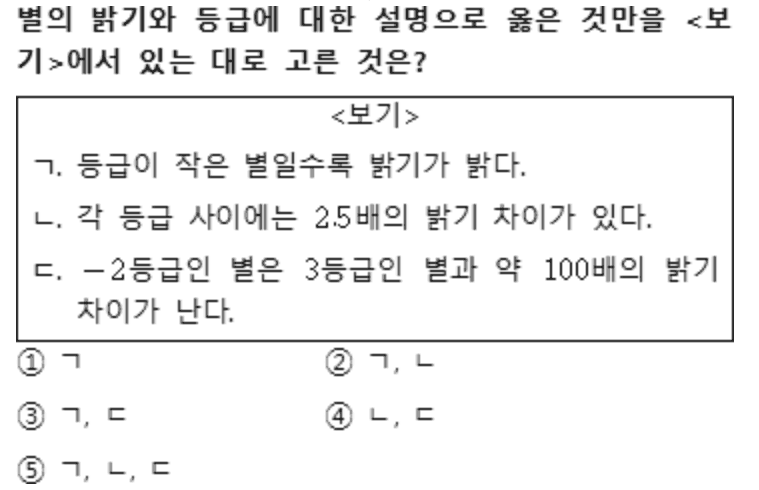 별의 밝기와 등급에 대한 설명으로 옳은 것만을 <보
기>에서 있는 대로 고른 것은?
<보기>
ㄱ. 등급이 작은 별일수록 밝기가 밝다.
ㄴ. 각 등급 사이에는 2.5배의 밝기 차이가 있다.
ㄷ. －2등급인 별은 3등급인 별과 약 100배의 밝기
차이가 난다.
① ㄱ ② ㄱ, ㄴ
③ ㄱ, ㄷ ④ ㄴ, ㄷ
⑤ ㄱ, ㄴ, ㄷ